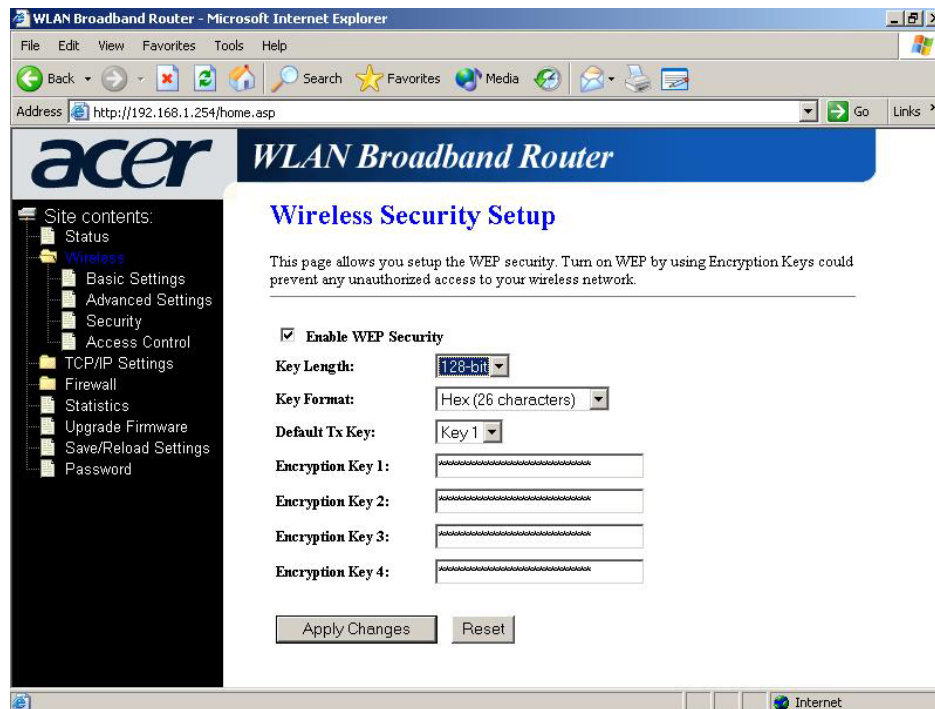 WLAN Broadband Router - Microsoft Internet Explorer
File Edit View Favorites Tools Help
Back Search Favorites Media
Address http://192.168.1.254/home.asp Go Links
acer WLAN Broadband Router
Site contents:
Status
Wireless
Basic Settings
Advanced Settings
Security
Access Control
TCP/IP Settings
Firewall
Statistics
Upgrade Firmware
Save/Reload Settings
Password
Wireless Security Setup
This page allows you setup the WEP security. Turn on WEP by using Encryption Keys could
prevent any unauthorized access to your wireless network.
Enable WEP Security
Key Length: 128-bit
Key Format: Hex (26 characters)
Default Tx Key: Key 1
Encryption Key 1: **************************
Encryption Key 2: **************************
Encryption Key 3: **************************
Encryption Key 4: **************************
Apply Changes Reset
Internet